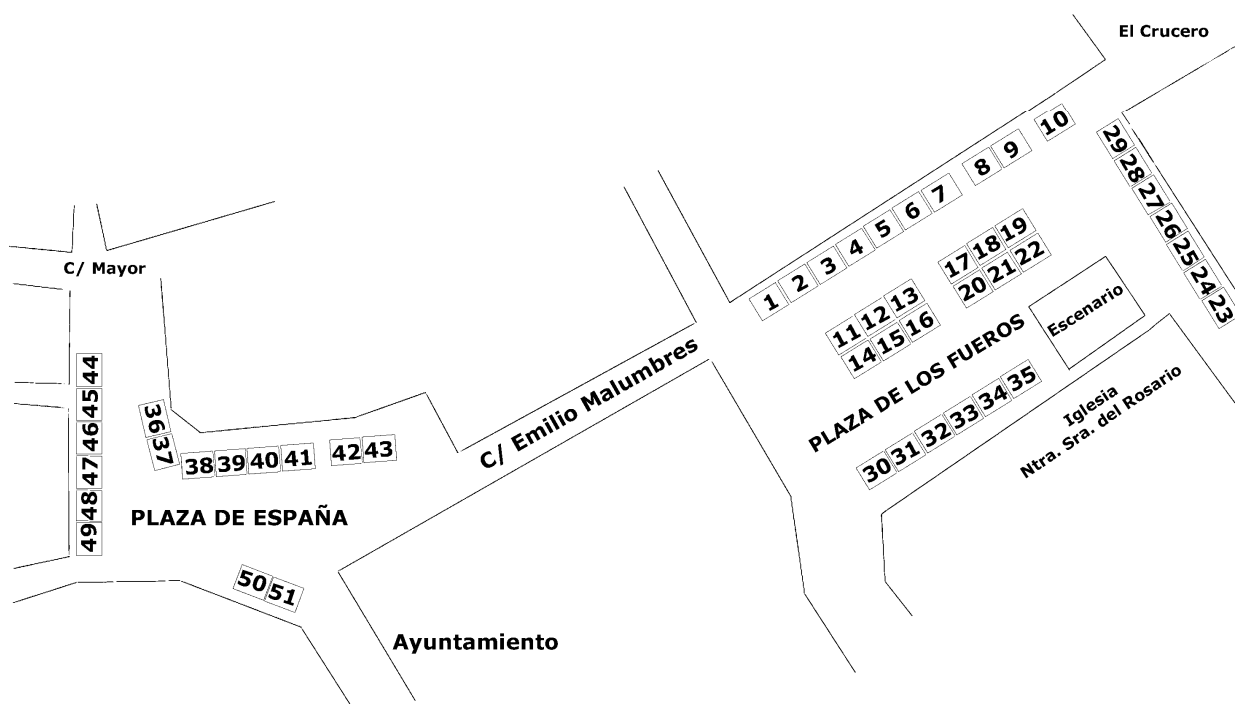 El Crucero
10
9
8
7
6
5
4
3
2
1
29
28
27
26
25
24
23
17 18 19
20 21 22
11 12 13
14 15 16
Escenario
PLAZA DE LOS FUEROS
30 31 32 33 34 35
Iglesia
Ntra. Sra. del Rosario
C/ Emilio Malumbres
C/ Mayor
44
45
46
47
48
49
36
37
38 39 40 41 42 43
PLAZA DE ESPAÑA
50 51
Ayuntamiento